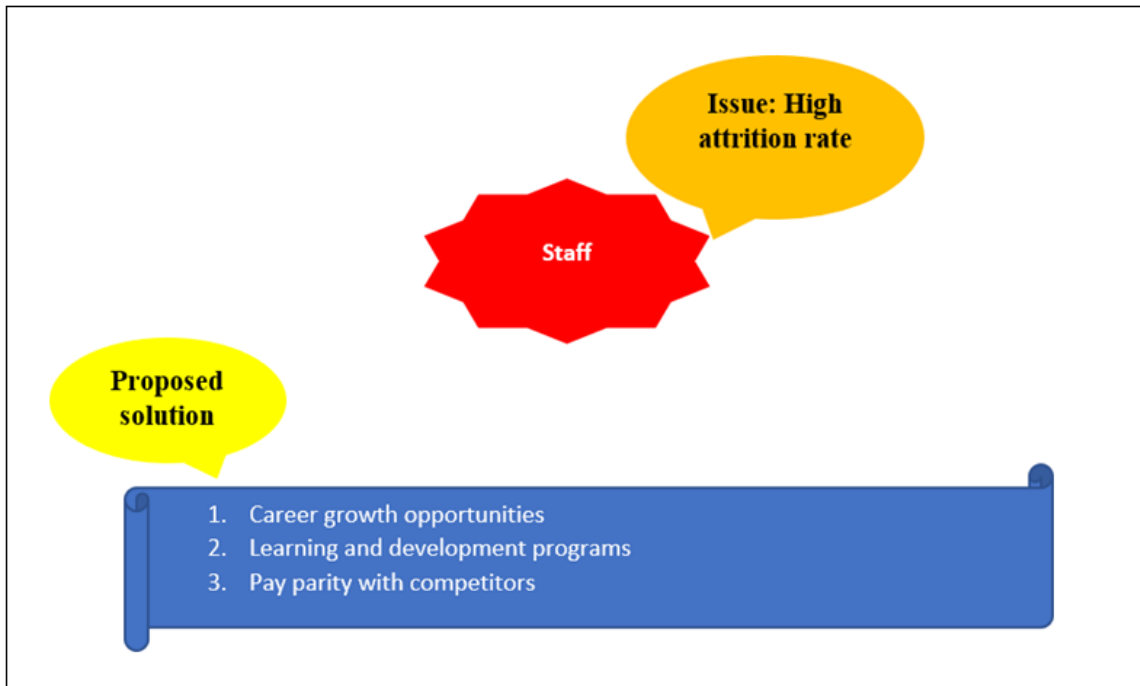 Issue: High
attrition rate
Staff
Proposed
solution
1. Career growth opportunities
2. Learning and development programs
3. Pay parity with competitors